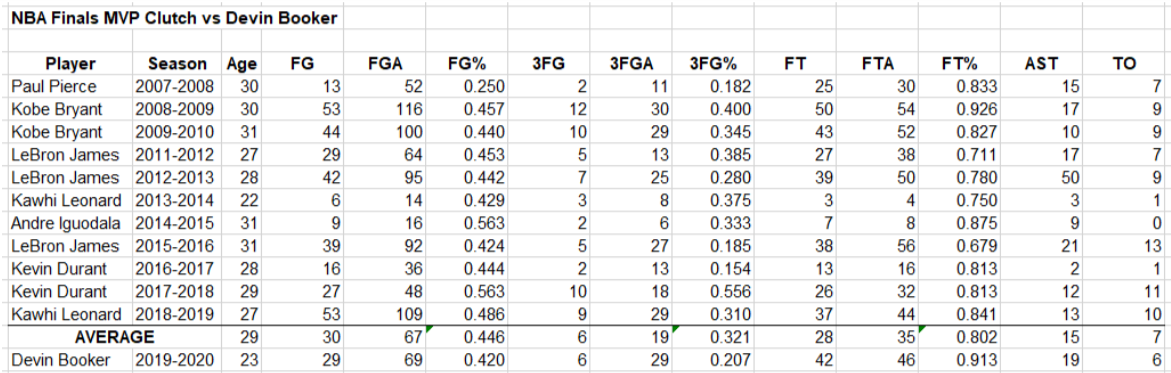 NBA Finals MVP Clutch vs Devin Booker
Player Season Age FG FGA FG% 3FG 3FGA 3FG% FT FTA FT% AST TO
Paul Pierce 2007-2008 30 13 52 0.250 2 11 0.182 25 30 0.833 15 7
Kobe Bryant 2008-2009 30 53 116 0.457 12 30 0.400 50 54 0.926 17 9
Kobe Bryant 2009-2010 31 44 100 0.440 10 29 0.345 43 52 0.827 10 9
LeBron James 2011-2012 27 29 64 0.453 5 13 0.385 27 38 0.711 17 7
LeBron James 2012-2013 28 42 95 0.442 7 25 0.280 39 50 0.780 50 9
Kawhi Leonard 2013-2014 22 6 14 0.429 3 8 0.375 3 4 0.750 3 1
Andre Iguodala 2014-2015 31 9 16 0.563 2 6 0.333 7 8 0.875 9 0
LeBron James 2015-2016 31 39 92 0.424 5 27 0.185 38 56 0.679 21 13
Kevin Durant 2016-2017 28 16 36 0.444 2 13 0.154 13 16 0.813 2 1
Kevin Durant 2017-2018 29 27 48 0.563 10 18 0.556 26 32 0.813 12 11
Kawhi Leonard 2018-2019 27 53 109 0.486 9 29 0.310 37 44 0.841 13 10
AVERAGE 29 30 67 0.446 6 19 0.321 28 35 0.802 15 7
Devin Booker 2019-2020 23 29 69 0.420 6 29 0.207 42 46 0.913 19 6